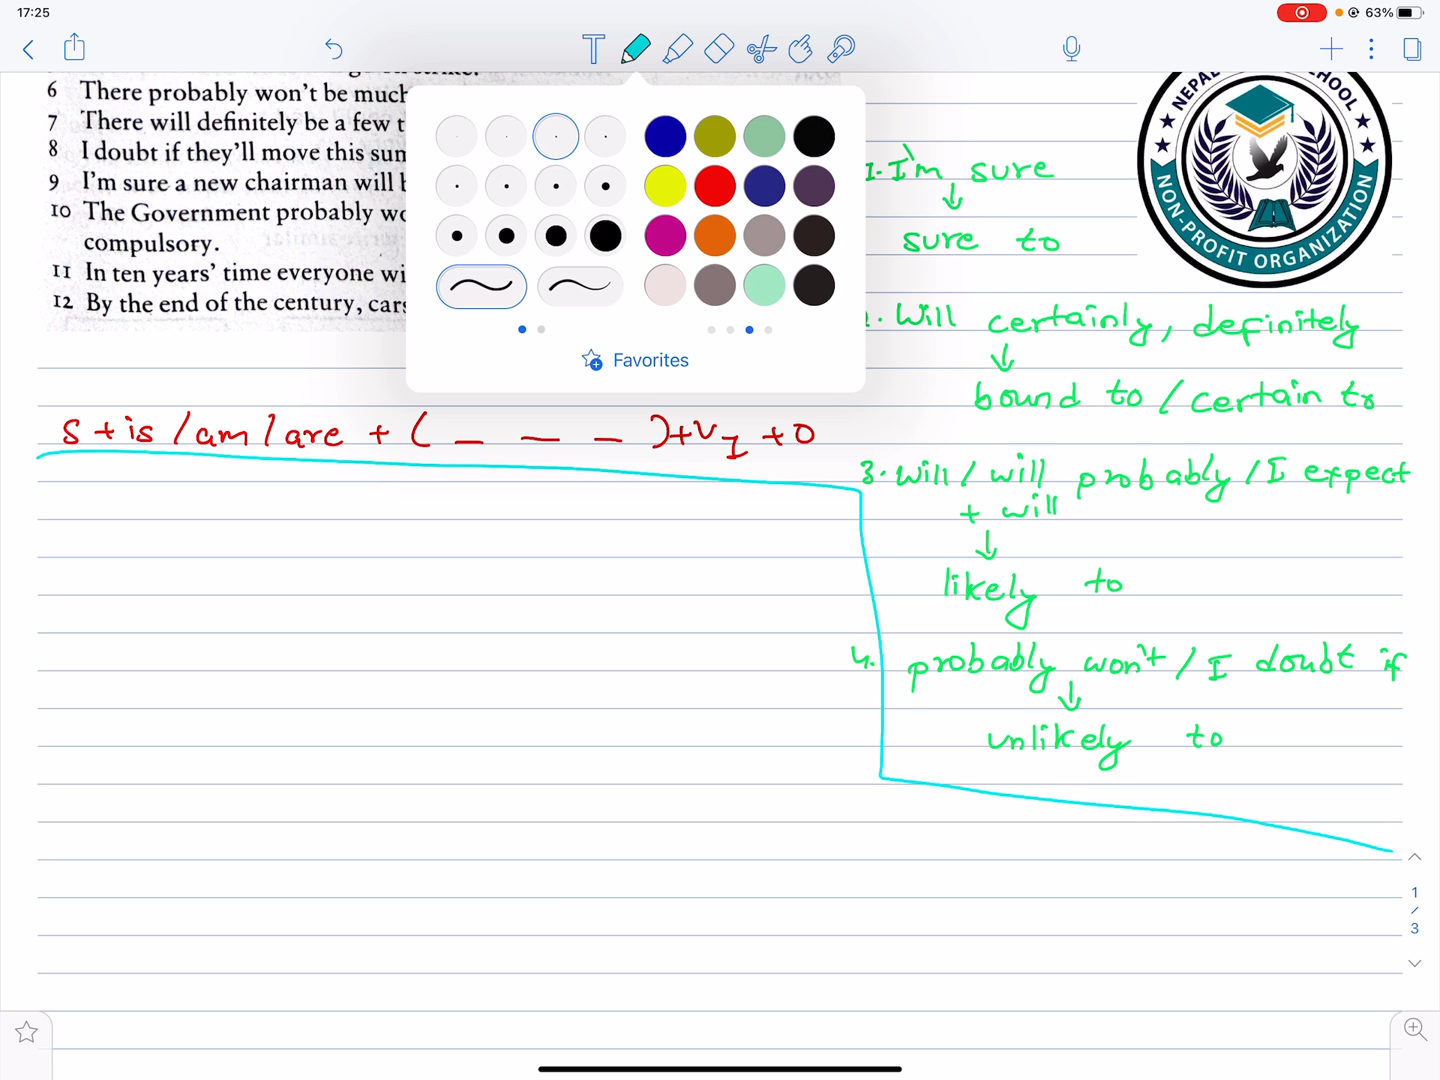 17:25
63%
6 There probably won't be much
7 There will definitely be a few t
8 I doubt if they'll move this sum
9 I'm sure a new chairman will b
10 The Government probably wo
compulsory.
11 In ten years' time everyone wi
12 By the end of the century, cars
Favorites
NEPAL SCHOOL
NON-PROFIT ORGANIZATION
1. I'm sure
sure to
. Will certainly, definitely
bound to / certain to
S + is / am / are + ( _ _ _ ) + V1 + O
3. Will / will probably / I expect
+ will
likely to
4. probably won't / I doubt if
unlikely to
1
/
3